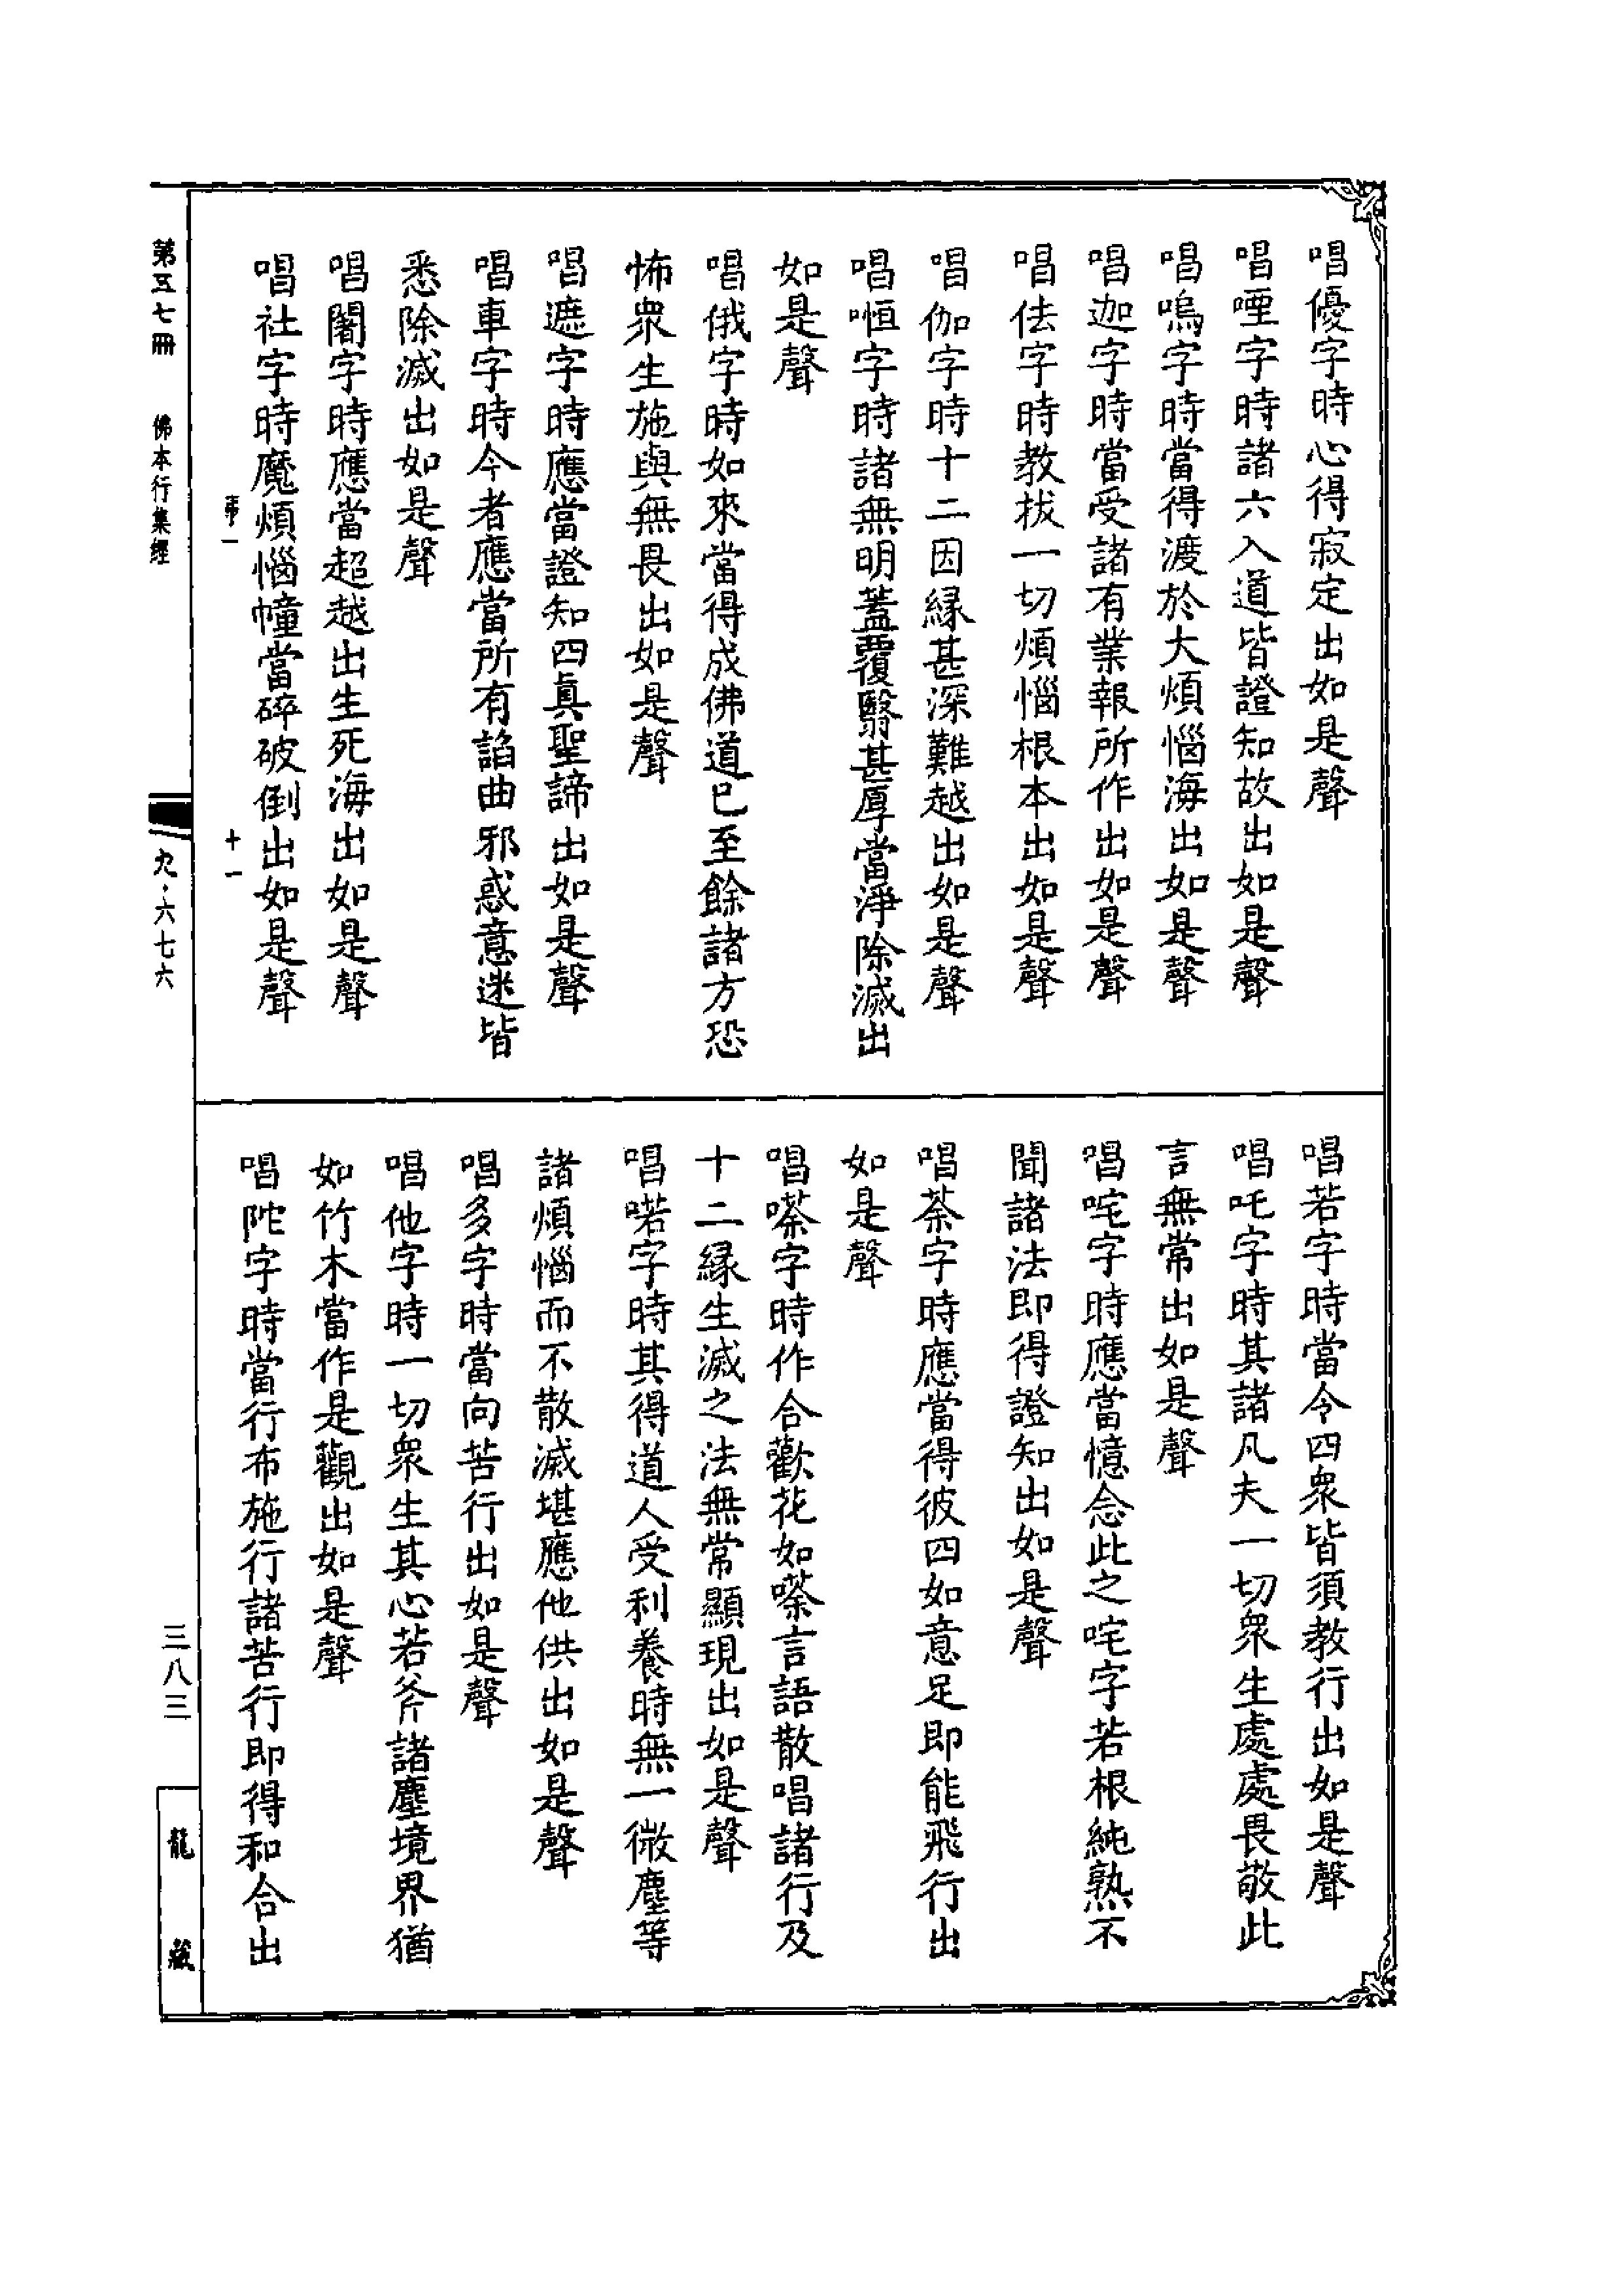 唱優字時心得寂定出如是聲
唱㖶字時諸六入道皆證知故出如是聲
唱嗚字時當得渡於大煩惱海出如是聲
唱迦字時當受諸有業報所作出如是聲
唱佉字時教拔一切煩惱根本出如是聲
唱伽字時十二因緣甚深難越出如是聲
唱㗛字時諸無明蓋覆翳甚厚當淨除滅出
如是聲
唱俄字時如來當得成佛道已至餘諸方恐
怖眾生施與無畏出如是聲
唱遮字時應當證知四真聖諦出如是聲
唱車字時今者應當所有諂曲邪惑意迷皆
悉除滅出如是聲
唱闍字時應當超越出生死海出如是聲
唱社字時魔煩惱幢當碎破倒出如是聲
十一
唱若字時當令四眾皆須教行出如是聲
唱吒字時其諸凡夫一切眾生處處畏敬此
言無常出如是聲
唱咤字時應當憶念此之咤字若根純熟不
聞諸法即得證知出如是聲
唱荼字時應當得彼四如意足即能飛行出
如是聲
唱嗏字時作合歡花如嗏言語散唱諸行及
十二緣生滅之法無常顯現出如是聲
唱喏字時其得道人受利養時無一微塵等
諸煩惱而不散滅堪應他供出如是聲
唱多字時當向苦行出如是聲
唱他字時一切眾生其心若斧諸塵境界猶
如竹木當作是觀出如是聲
唱陀字時當行布施行諸苦行即得和合出
第五七冊 佛本行集經
九·六七六
三八三
龍藏